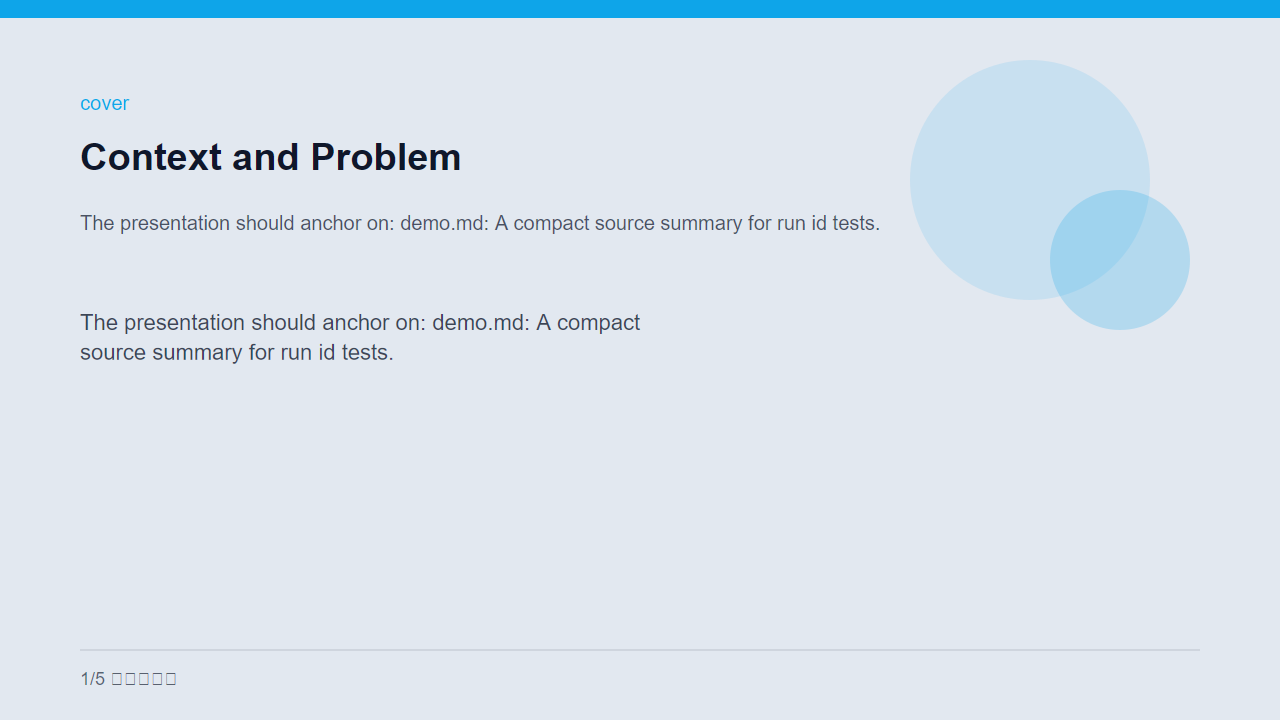 cover
Context and Problem
The presentation should anchor on: demo.md: A compact source summary for run id tests.
The presentation should anchor on: demo.md: A compact
source summary for run id tests.
1/5